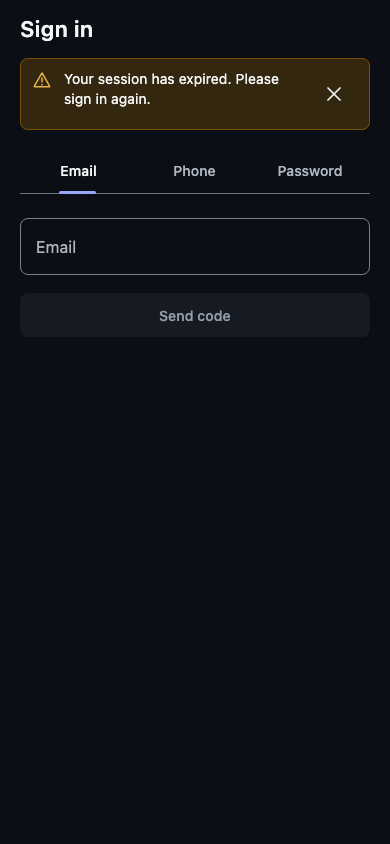 Sign in
Your session has expired. Please
sign in again.
Email
Phone
Password
Email
Send code